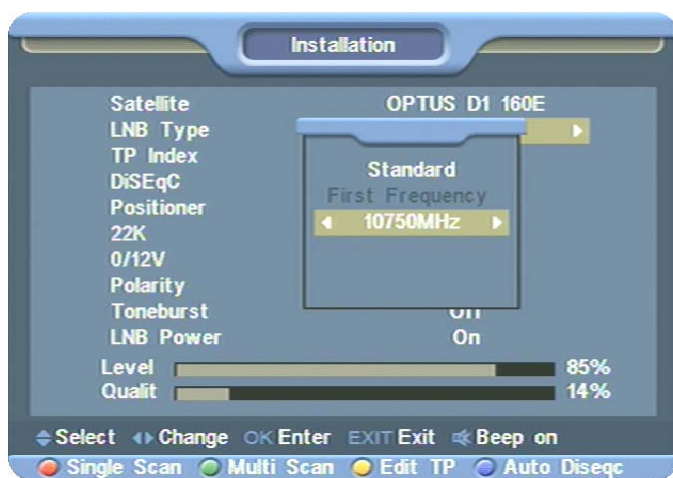 Installation
Satellite OPTUS D1 160E
LNB Type
TP Index
DiSEqC
Positioner
22K
0/12V
Polarity
Toneburst Off
LNB Power On
Standard
First Frequency
10750MHz
Level 85%
Qualit 14%
Select Change OK Enter EXIT Exit Beep on
Single Scan Multi Scan Edit TP Auto Diseqc